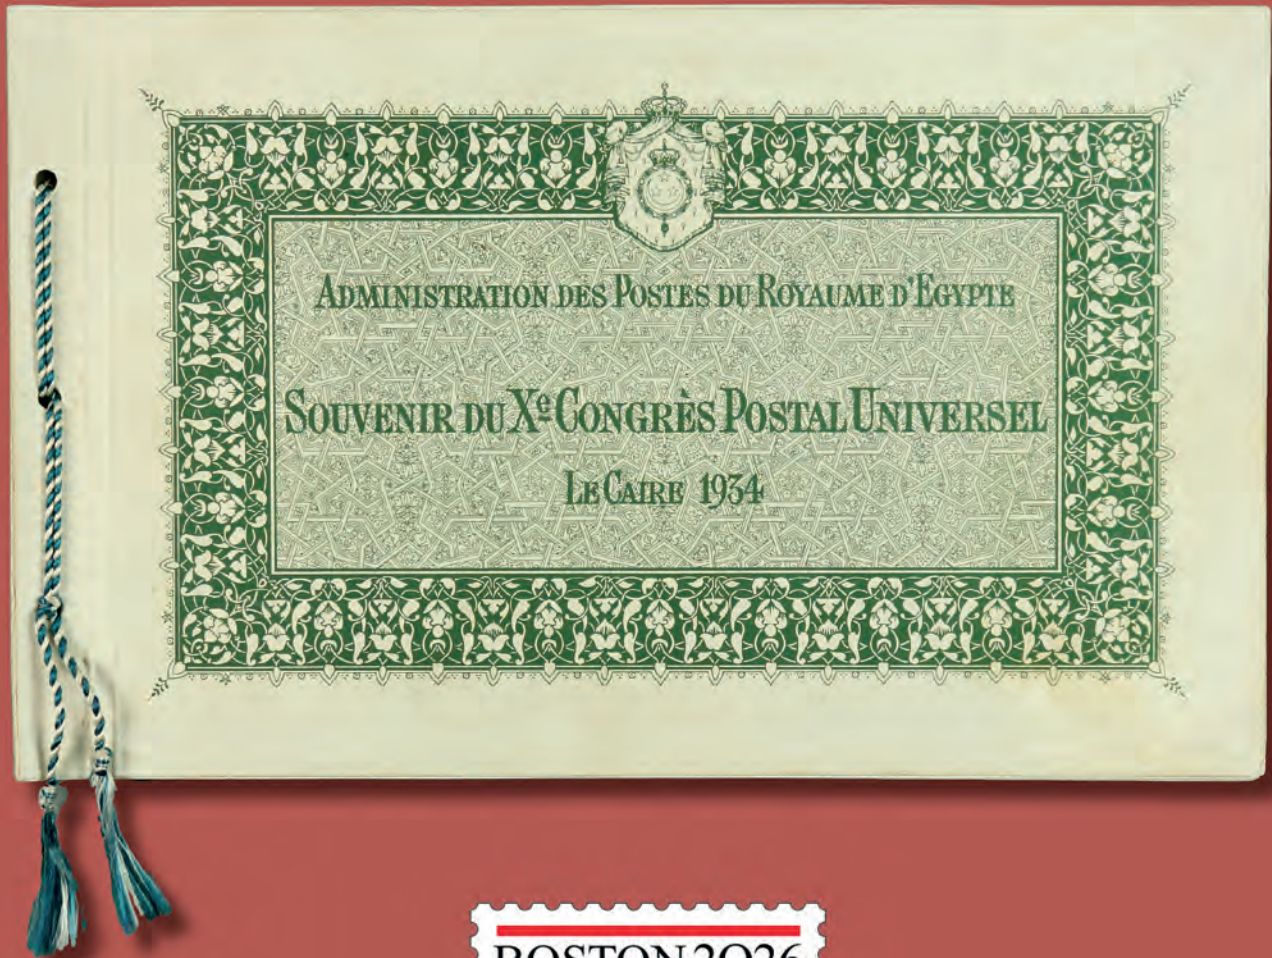 ADMINISTRATION DES POSTES DU ROYAUME D'EGYPTE
SOUVENIR DU Xe CONGRÈS POSTAL UNIVERSEL
LE CAIRE 1934
BOSTON 2026